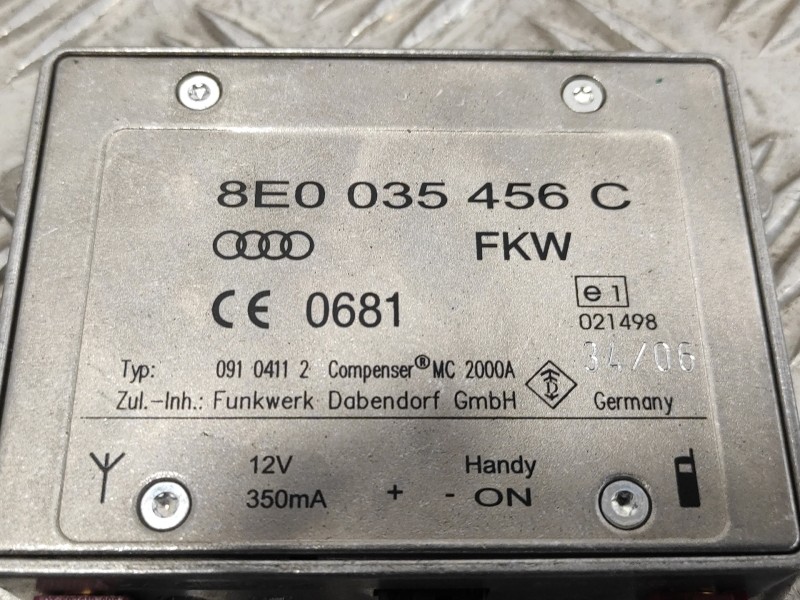 8E0 035 456 C
FKW
CE 0681
e1
021498
34/06
Typ: 091 0411 2 Compenser® MC 2000A
Zul.-Inh.: Funkwerk Dabendorf GmbH Germany
12V Handy
350mA + - ON